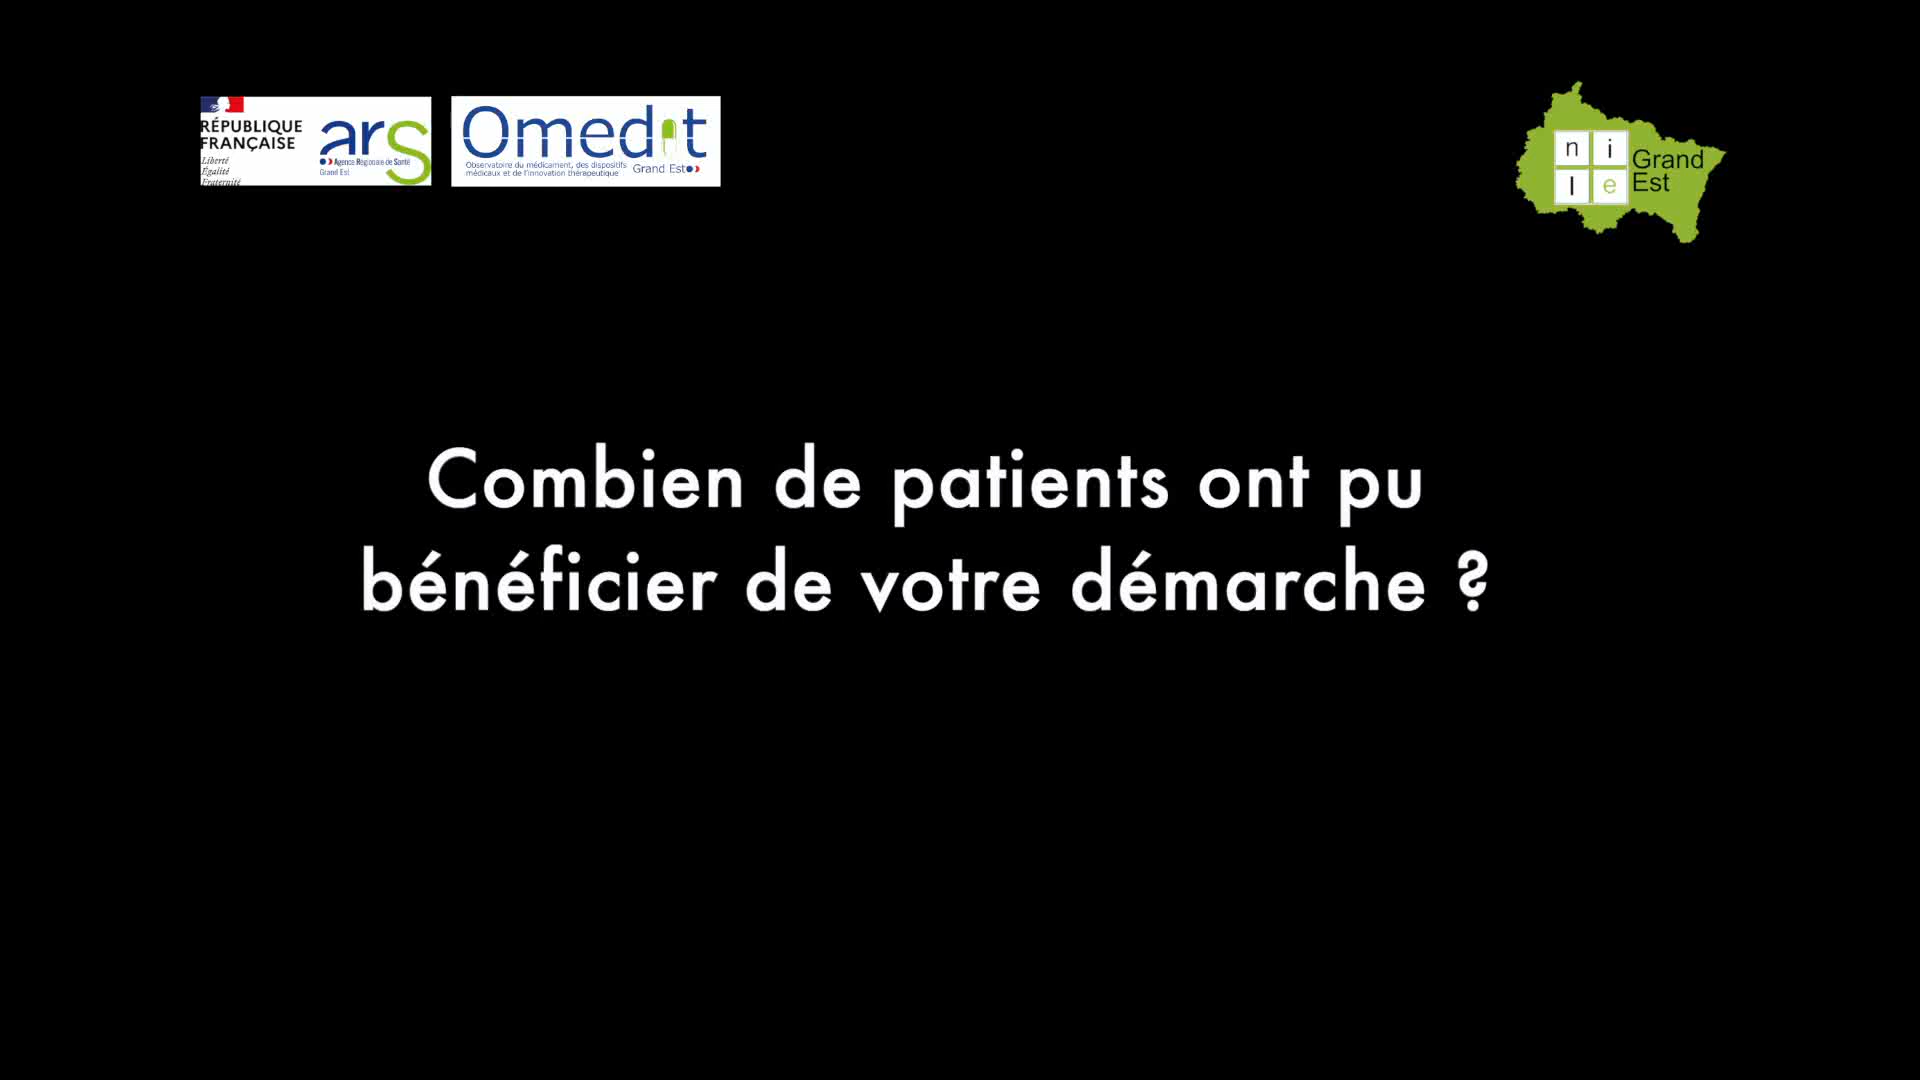 RÉPUBLIQUE
FRANÇAISE
Liberté
Égalité
Fraternité
ars
Agence Régionale de Santé
Grand Est
Omedit
Observatoire du médicament, des dispositifs
médicaux et de l'innovation thérapeutique
Grand Est
n i
l e
Grand
Est
Combien de patients ont pu
bénéficier de votre démarche ?